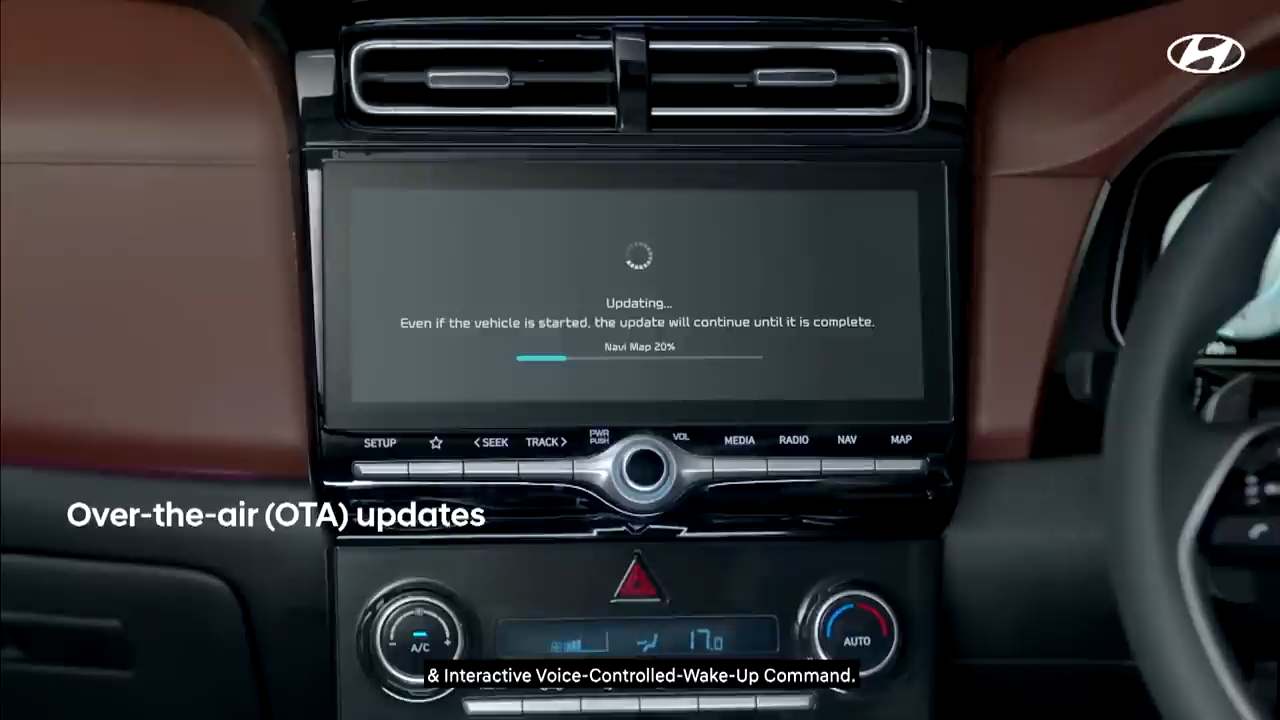 Updating...
Even if the vehicle is started, the update will continue until it is complete.
Navi Map 20%
SETUP
< SEEK
TRACK >
PWR
PUSH
VOL
MEDIA
RADIO
NAV
MAP
Over-the-air (OTA) updates
A/C
17.0
AUTO
& Interactive Voice-Controlled-Wake-Up Command.